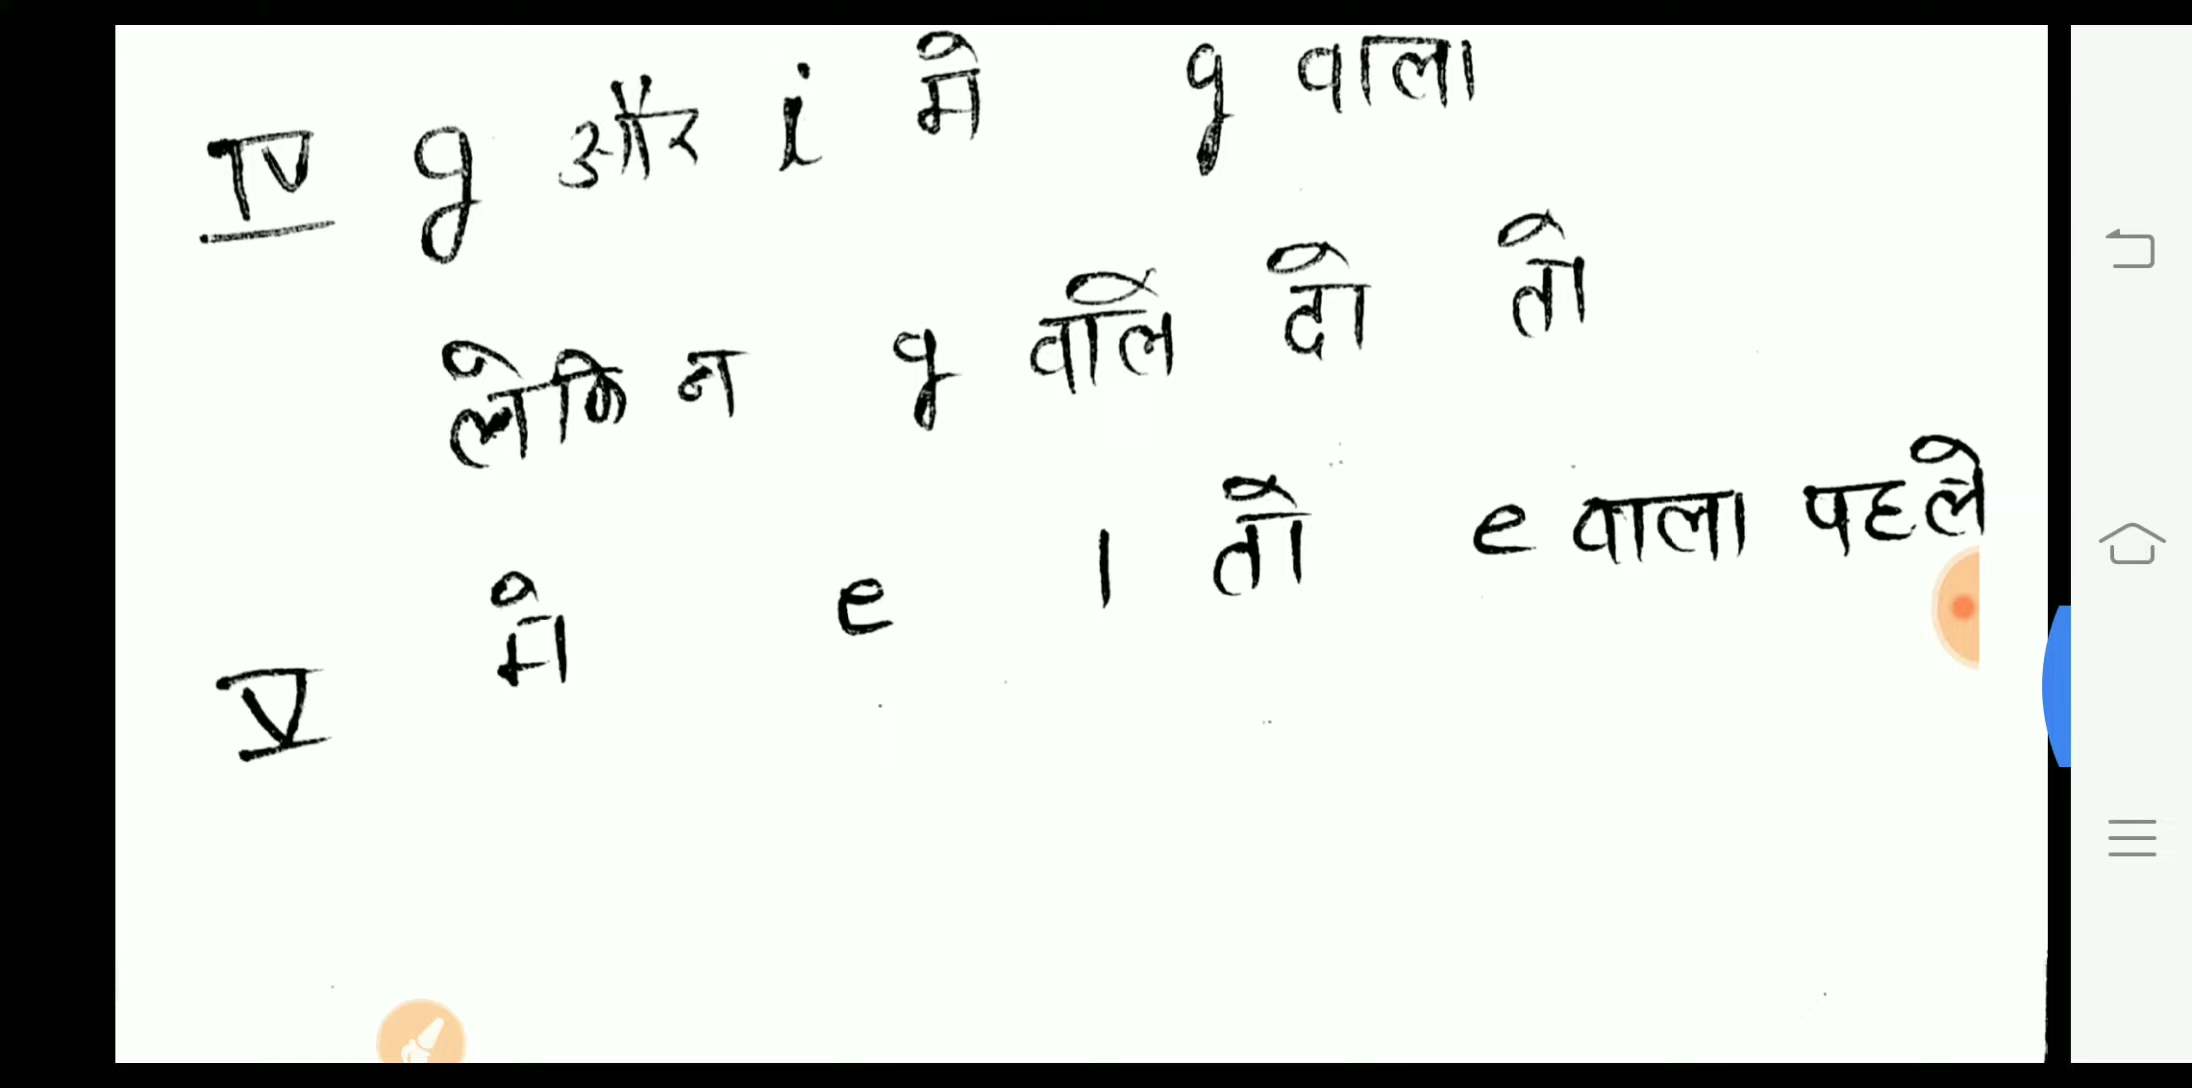 IV g और i मे g वाला
लेकिन g वाले दो तो
V मे e l तो e वाला पहले